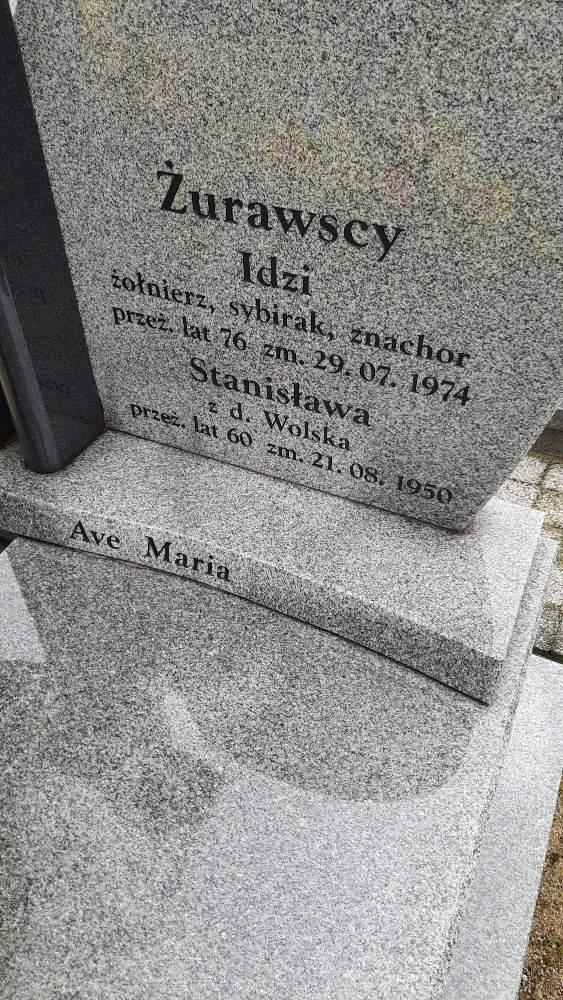 Żurawscy
Idzi
żołnierz, sybirak, znachor
przeż. lat 76 zm. 29. 07. 1974
Stanisława
z d. Wolska
przeż. lat 60 zm. 21. 08. 1950
Ave Maria